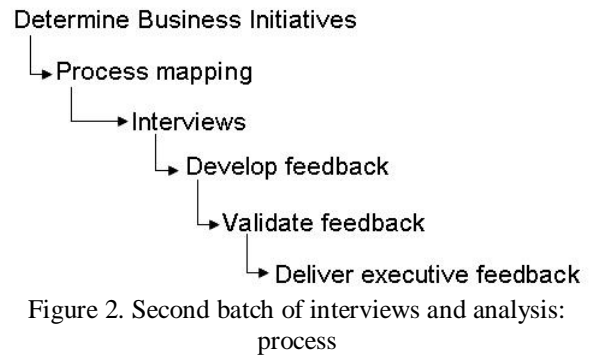 Determine Business Initiatives
Process mapping
Interviews
Develop feedback
Validate feedback
Deliver executive feedback
Figure 2. Second batch of interviews and analysis:
process